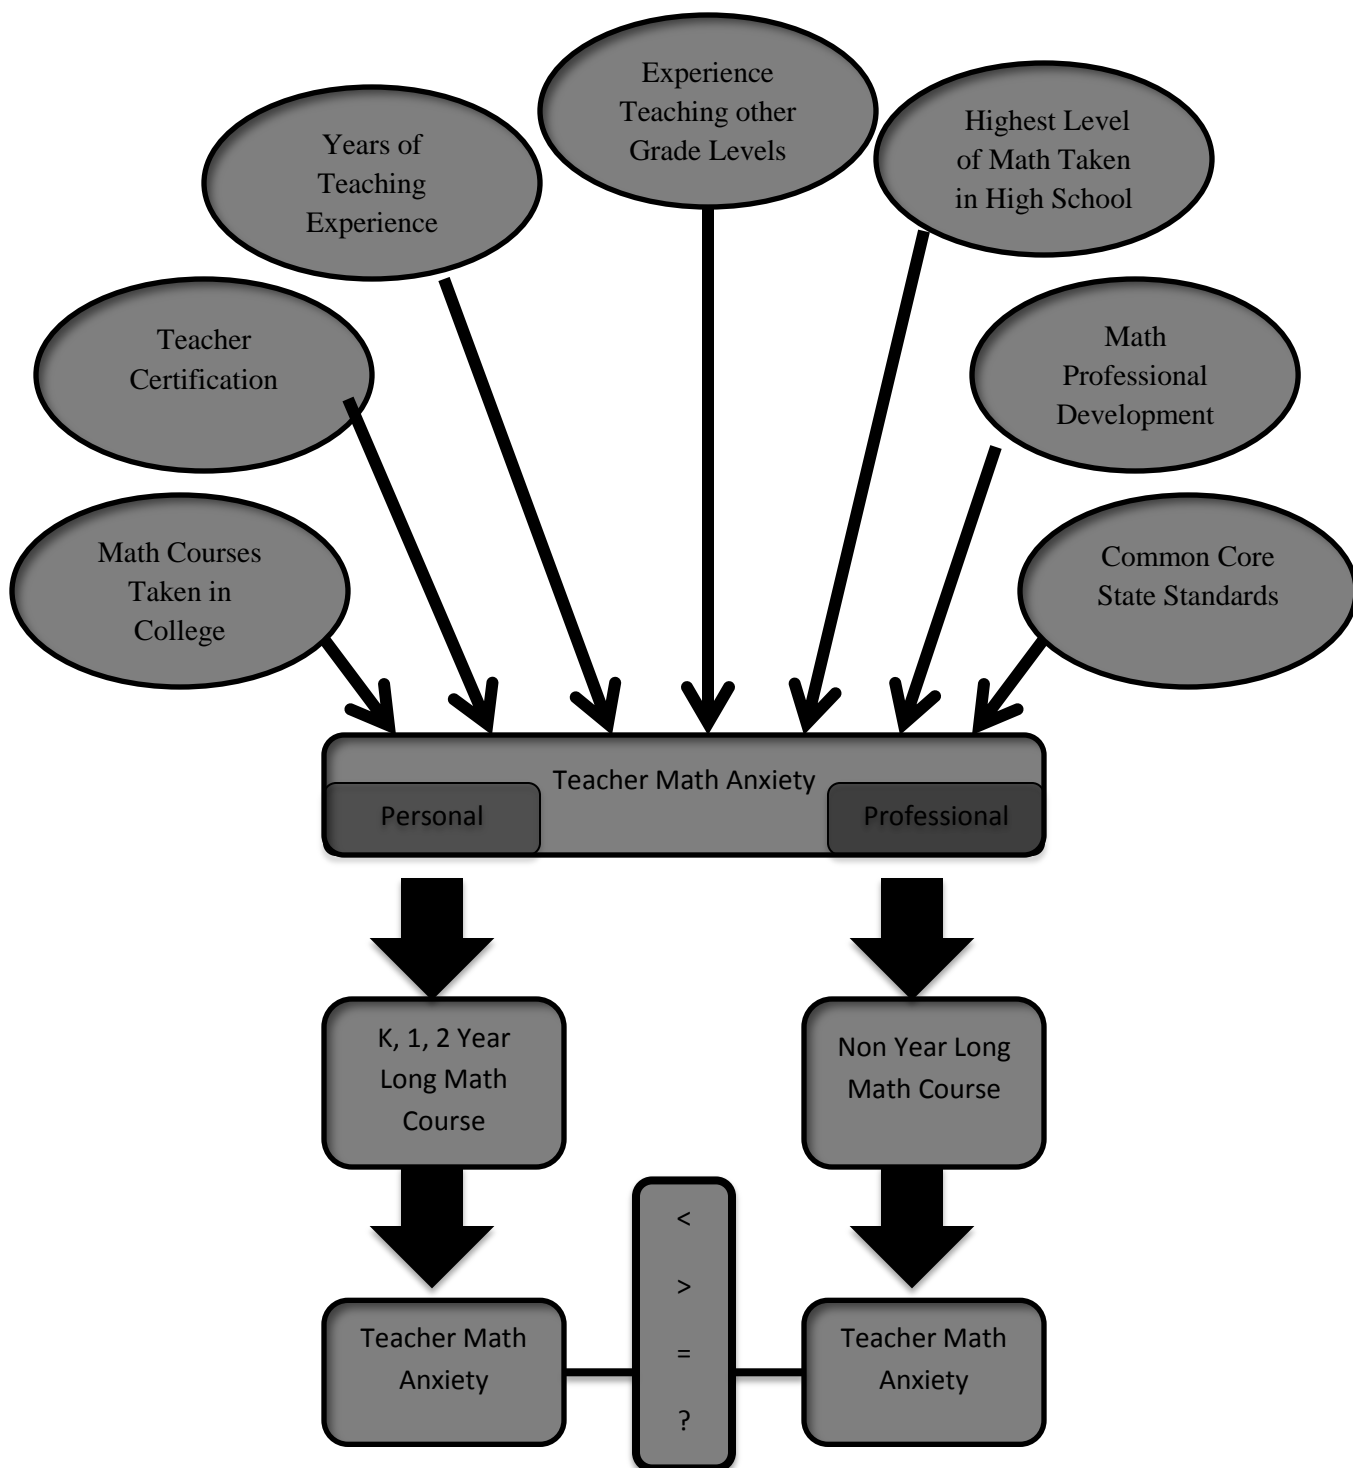 Experience
Teaching other
Grade Levels
Highest Level
of Math Taken
in High School
Years of
Teaching
Experience
Teacher
Certification
Math
Professional
Development
Math Courses
Taken in
College
Common Core
State Standards
Teacher Math Anxiety
Personal
Professional
K, 1, 2 Year
Long Math
Course
Non Year Long
Math Course
<
>
=
?
Teacher Math
Anxiety
Teacher Math
Anxiety